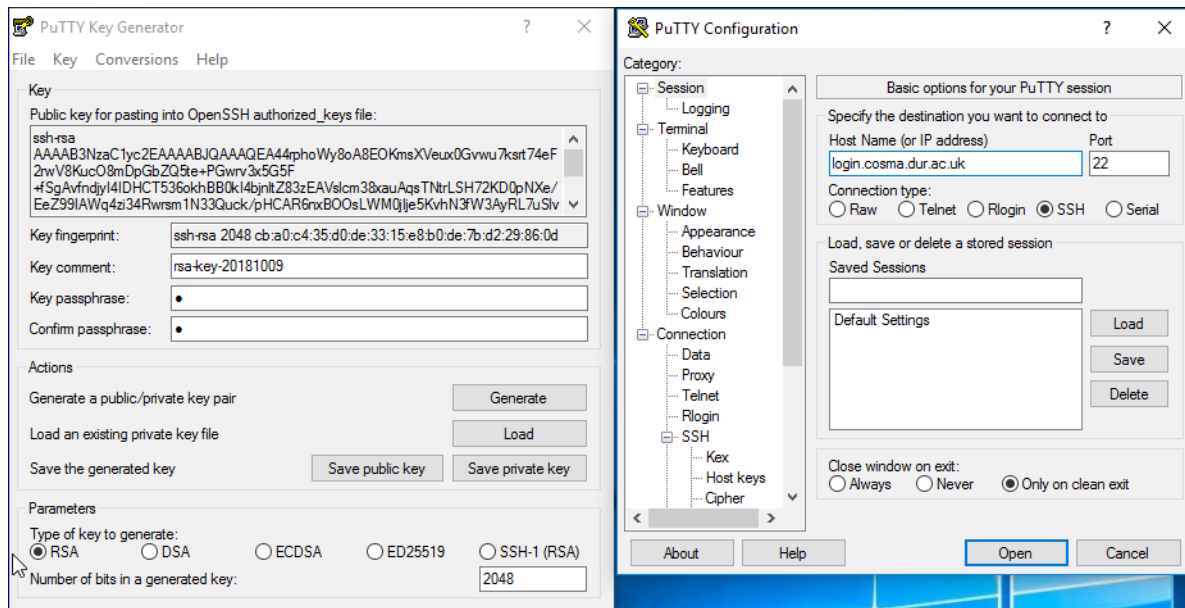 PuTTY Key Generator
File Key Conversions Help
Key
Public key for pasting into OpenSSH authorized_keys file:
ssh-rsa
AAAAB3NzaC1yc2EAAAABJQAAAQEA44rphoWy8oA8EOKmsXVeux0Gvwu7ksrt74eF
2rwV8KucO8mDpGbZQ5te+PGwrv3x5G5F
+fSgAvfndjyI4IDHCT536okhBB0kI4bjnltZ83zEAVslcm38xauAqsTNtrLSH72KD0pNXe/
EeZ99IAWq4zi34Rwrsm1N33Quck/pHCAR6nxBOOsLWM0jIje5KvhN3fW3AyRL7uSlv
Key fingerprint: ssh-rsa 2048 cb:a0:c4:35:d0:de:33:15:e8:b0:de:7b:d2:29:86:0d
Key comment: rsa-key-20181009
Key passphrase: ●
Confirm passphrase: ●
Actions
Generate a public/private key pair Generate
Load an existing private key file Load
Save the generated key Save public key Save private key
Parameters
Type of key to generate:
RSA DSA ECDSA ED25519 SSH-1 (RSA)
Number of bits in a generated key: 2048
PuTTY Configuration
Category:
Session
Logging
Terminal
Keyboard
Bell
Features
Window
Appearance
Behaviour
Translation
Selection
Colours
Connection
Data
Proxy
Telnet
Rlogin
SSH
Kex
Host keys
Cipher
Basic options for your PuTTY session
Specify the destination you want to connect to
Host Name (or IP address) Port
login.cosma.dur.ac.uk 22
Connection type:
Raw Telnet Rlogin SSH Serial
Load, save or delete a stored session
Saved Sessions
Default Settings
Load
Save
Delete
Close window on exit:
Always Never Only on clean exit
About Help Open Cancel